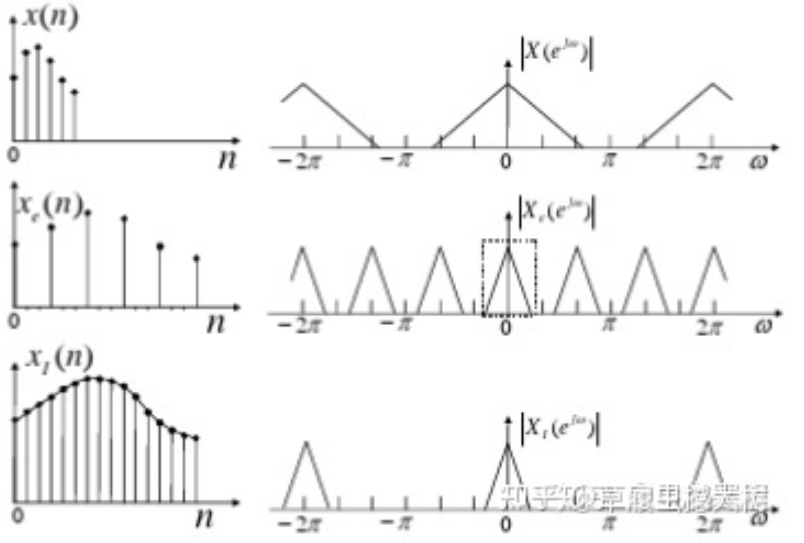 x(n)
|X(e^{jω})|
0 n
−2π −π 0 π 2π ω
x_e(n)
|X_e(e^{jω})|
0 n
−2π −π 0 π 2π ω
x_I(n)
|X_I(e^{jω})|
0 n
−2π −π 0 π 2π ω
知乎